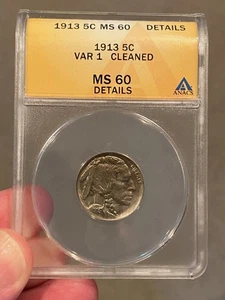 1913 5C MS 60 DETAILS
1913 5C
VAR 1 CLEANED
MS 60
DETAILS
ANACS